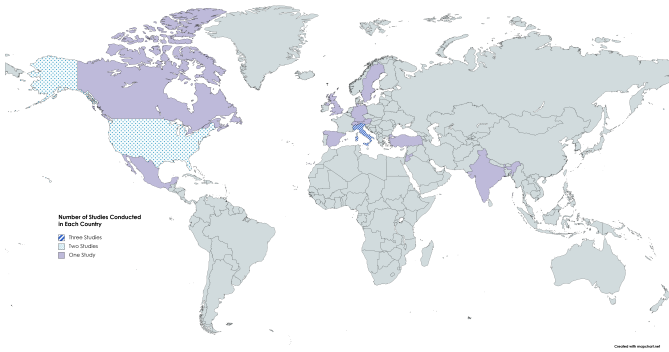 Number of Studies Conducted
in Each Country
Three Studies
Two Studies
One Study
Created with mapchart.net